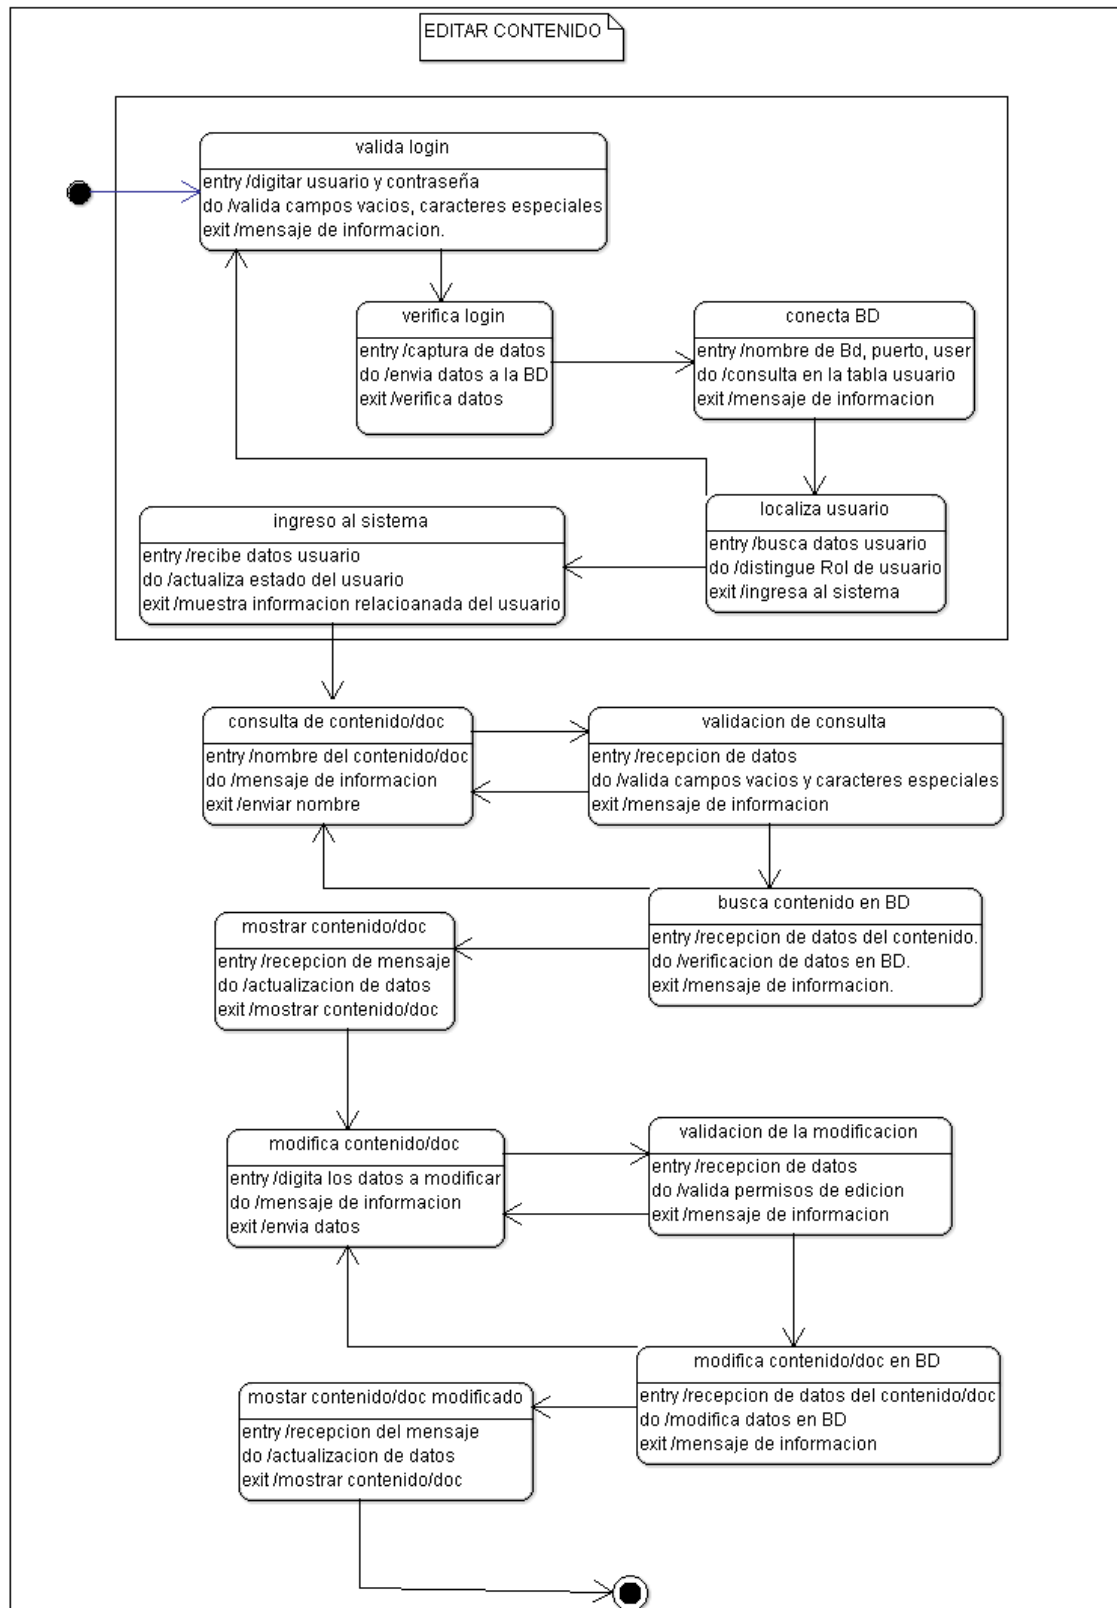 EDITAR CONTENIDO
valida login
entry /digitar usuario y contraseña
do /valida campos vacios, caracteres especiales
exit /mensaje de informacion.
verifica login
entry /captura de datos
do /envia datos a la BD
exit /verifica datos
conecta BD
entry /nombre de Bd, puerto, user
do /consulta en la tabla usuario
exit /mensaje de informacion
localiza usuario
entry /busca datos usuario
do /distingue Rol de usuario
exit /ingresa al sistema
ingreso al sistema
entry /recibe datos usuario
do /actualiza estado del usuario
exit /muestra informacion relacioanada del usuario
consulta de contenido/doc
entry /nombre del contenido/doc
do /mensaje de informacion
exit /enviar nombre
validacion de consulta
entry /recepcion de datos
do /valida campos vacios y caracteres especiales
exit /mensaje de informacion
busca contenido en BD
entry /recepcion de datos del contenido.
do /verificacion de datos en BD.
exit /mensaje de informacion.
mostrar contenido/doc
entry /recepcion de mensaje
do /actualizacion de datos
exit /mostrar contenido/doc
modifica contenido/doc
entry /digita los datos a modificar
do /mensaje de informacion
exit /envia datos
validacion de la modificacion
entry /recepcion de datos
do /valida permisos de edicion
exit /mensaje de informacion
modifica contenido/doc en BD
entry /recepcion de datos del contenido/doc
do /modifica datos en BD
exit /mensaje de informacion
mostar contenido/doc modificado
entry /recepcion del mensaje
do /actualizacion de datos
exit /mostrar contenido/doc